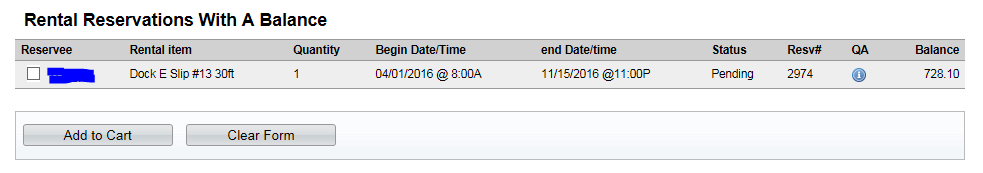 Rental Reservations With A Balance
Reservee Rental item Quantity Begin Date/Time end Date/time Status Resv# QA Balance
Dock E Slip #13 30ft 1 04/01/2016 @ 8:00A 11/15/2016 @11:00P Pending 2974 i 728.10
Add to Cart Clear Form